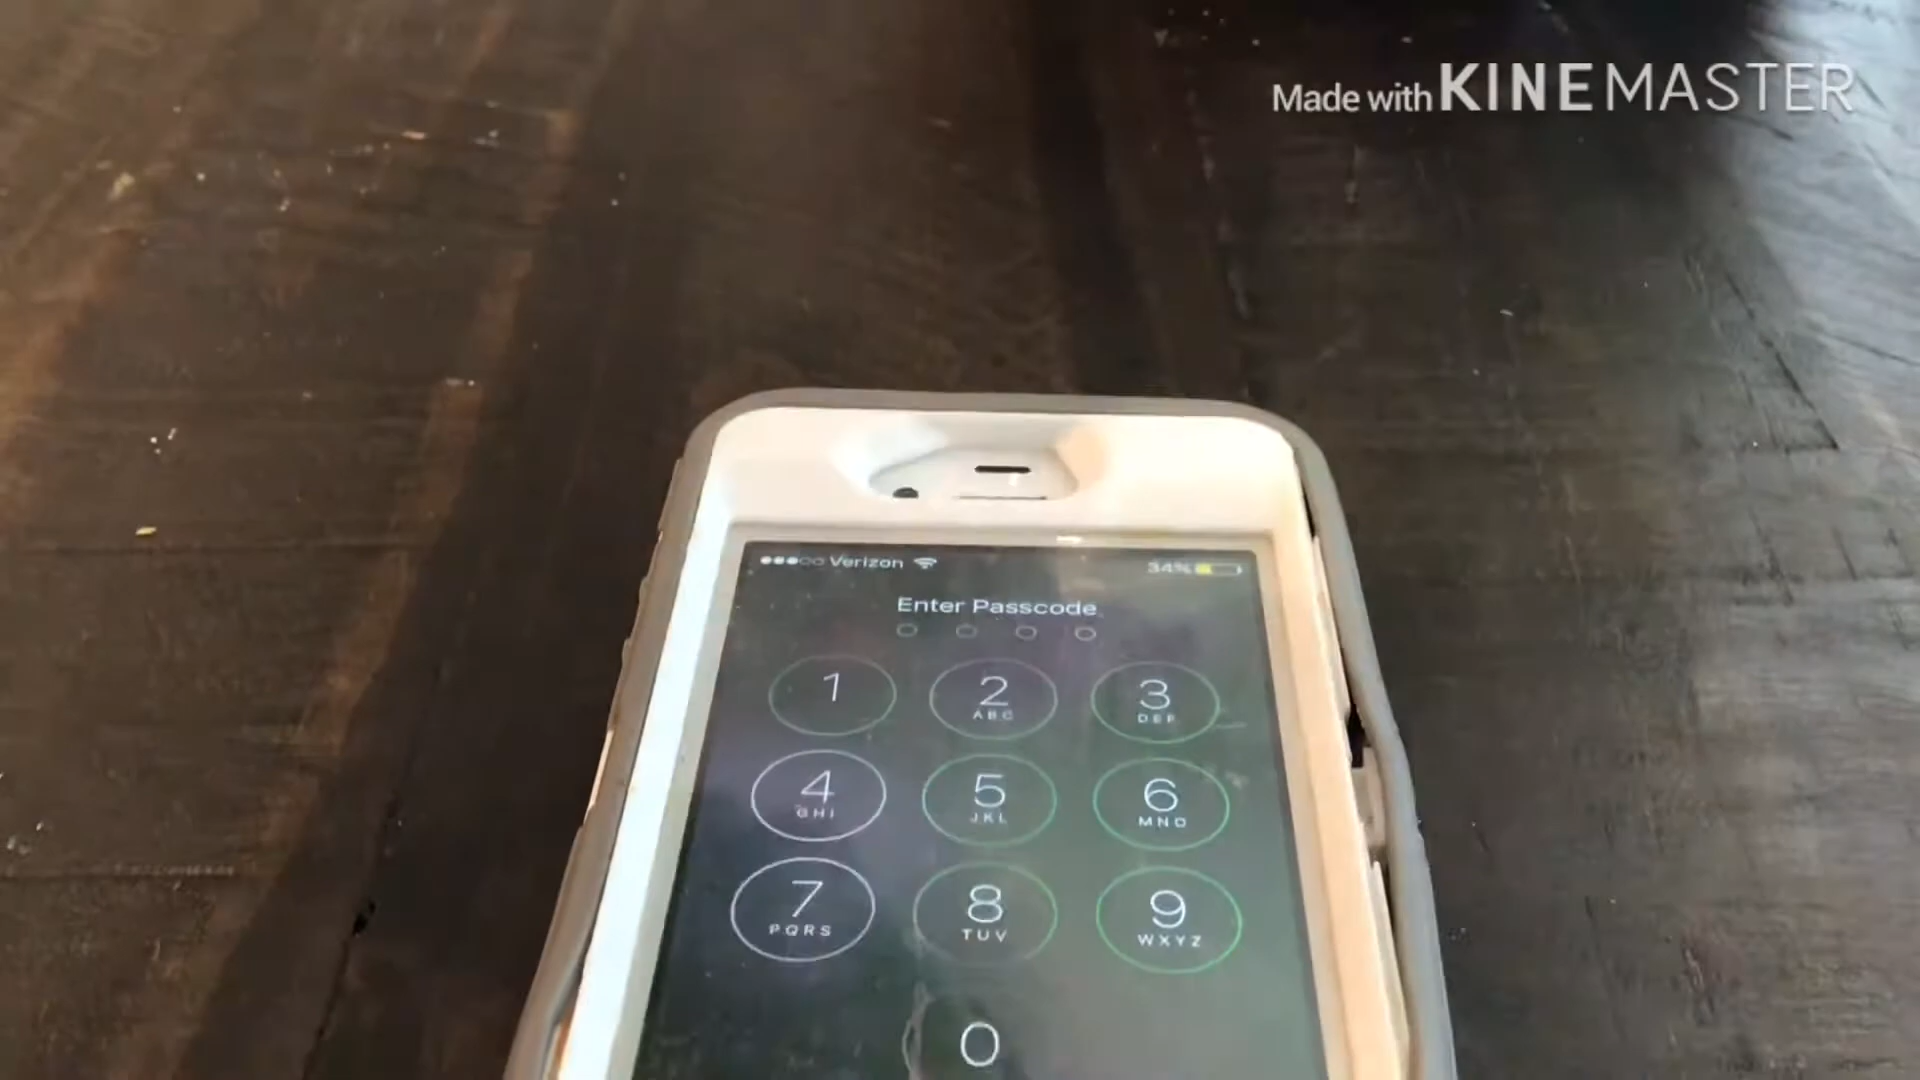 Made with KINEMASTER
Verizon 34%
Enter Passcode
1 2 3
ABC DEF
4 5 6
GHI JKL MNO
7 8 9
PQRS TUV WXYZ
0